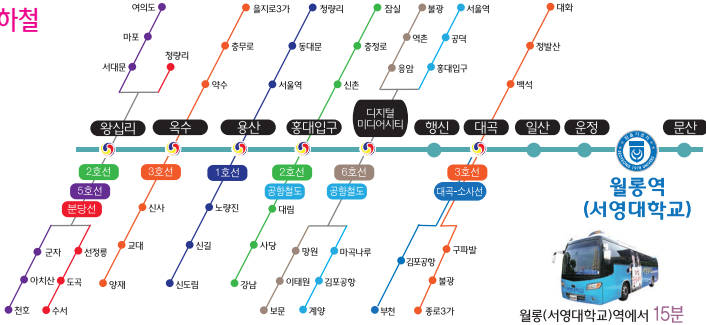 하철
여의도
마포
서대문
청량리
을지로3가
충무로
약수
청량리
동대문
서울역
잠실
충정로
신촌
불광
역촌
응암
서울역
공덕
홍대입구
대화
정발산
백석
왕십리
옥수
용산
홍대입구
디지털
미디어시티
행신
대곡
일산
운정
문산
2호선
5호선
분당선
3호선
1호선
2호선
공항철도
6호선
공항철도
3호선
대곡-소사선
월롱역
(서영대학교)
군자
아차산
천호
선정릉
도곡
수서
신사
교대
양재
노량진
신길
신도림
대림
사당
강남
망원
이태원
보문
마곡나루
김포공항
계양
김포공항
부천
구파발
불광
종로3가
월롱(서영대학교)역에서 15분